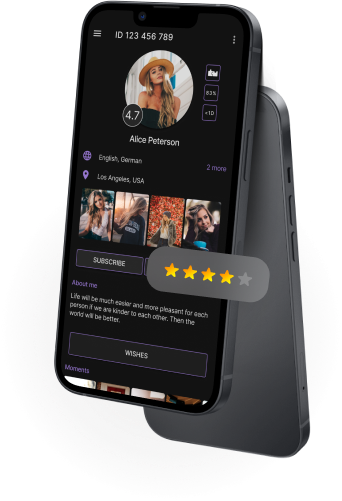 ID 123 456 789
83%
+10
4.7
Alice Peterson
English, German
2 more
Los Angeles, USA
SUBSCRIBE
About me
Life will be much easier and more pleasant for each
person if we are kinder to each other. Then the
world will be better.
WISHES
Moments